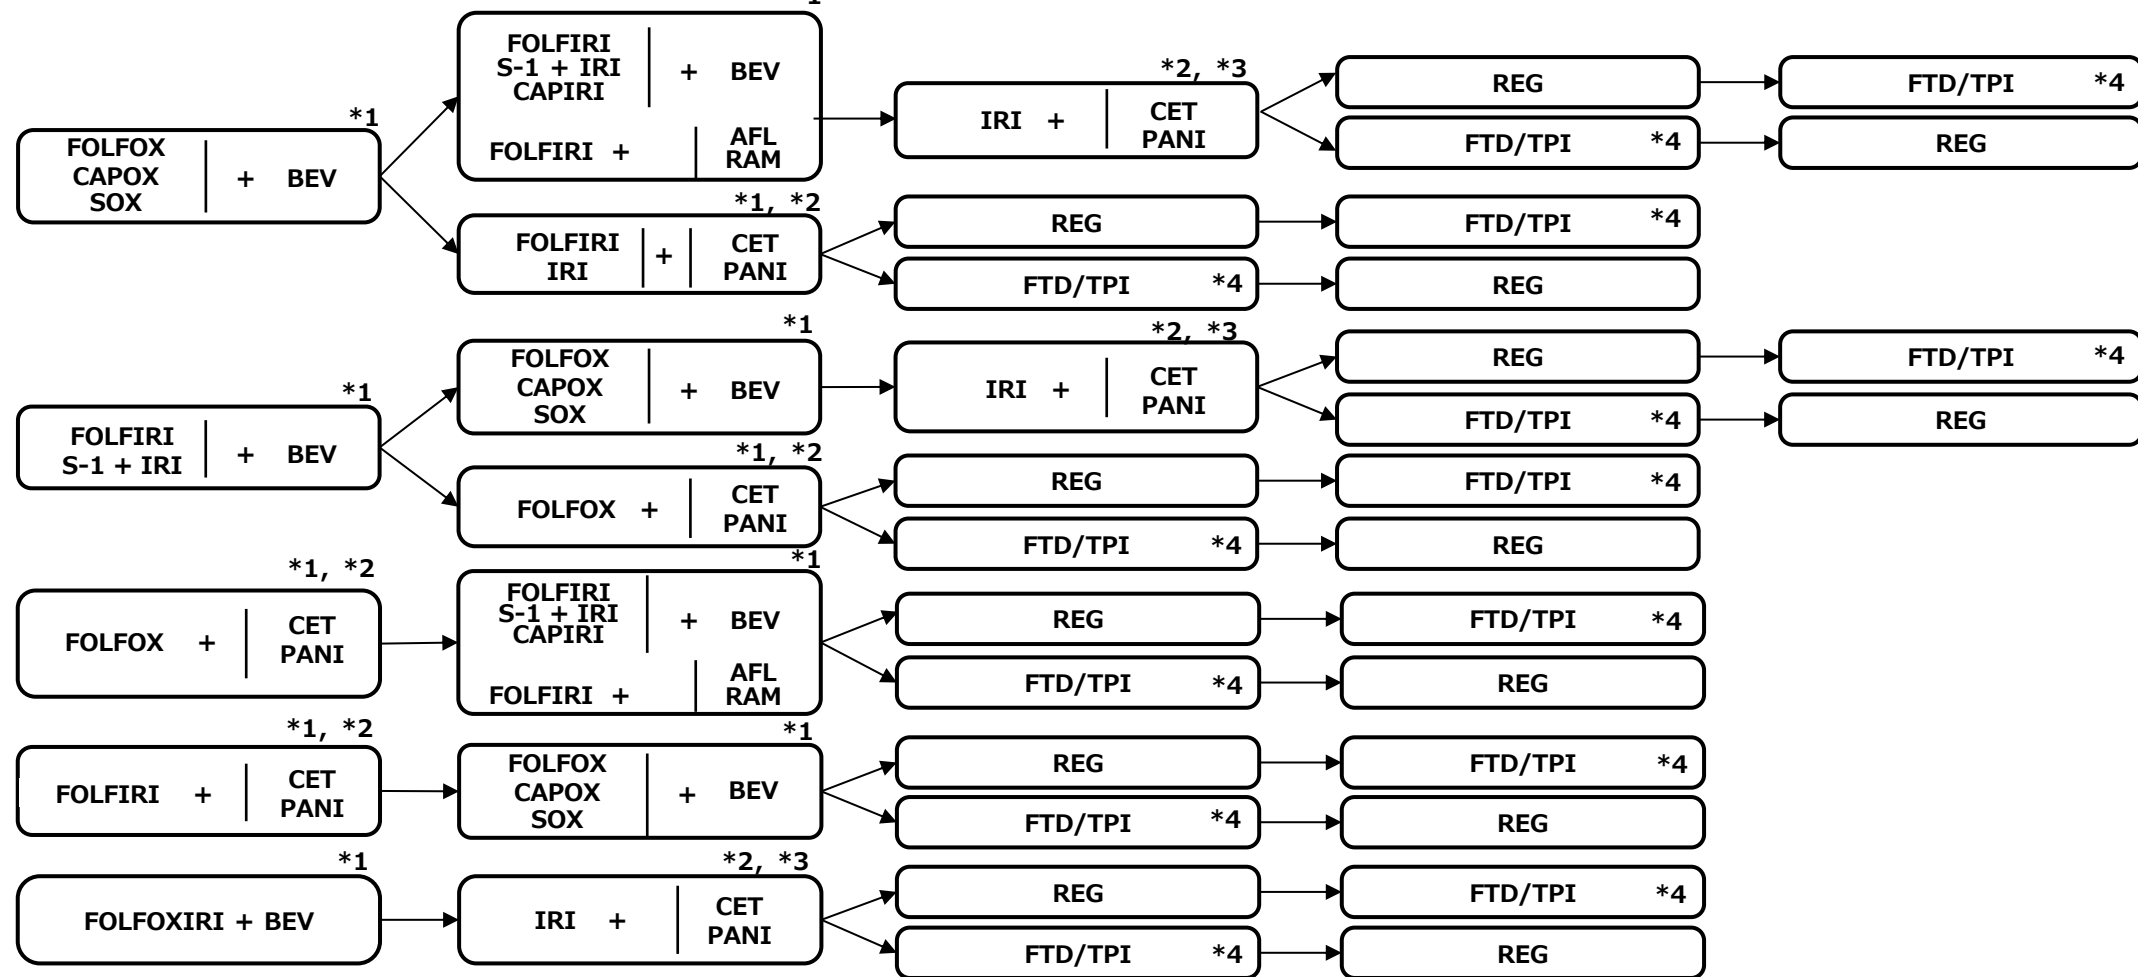 *1
FOLFOX
CAPOX
SOX
+ BEV
FOLFIRI
S-1 + IRI
CAPIRI
+ BEV
FOLFIRI +
AFL
RAM
*2, *3
IRI +
CET
PANI
REG
FTD/TPI *4
FTD/TPI *4
REG
*1, *2
FOLFIRI
IRI
+
CET
PANI
REG
FTD/TPI *4
FTD/TPI *4
REG
*1
FOLFIRI
S-1 + IRI
+ BEV
*1
FOLFOX
CAPOX
SOX
+ BEV
*2, *3
IRI +
CET
PANI
REG
FTD/TPI *4
FTD/TPI *4
REG
*1, *2
FOLFOX +
CET
PANI
REG
FTD/TPI *4
FTD/TPI *4
REG
*1, *2
FOLFOX +
CET
PANI
*1
FOLFIRI
S-1 + IRI
CAPIRI
+ BEV
FOLFIRI +
AFL
RAM
REG
FTD/TPI *4
FTD/TPI *4
REG
*1, *2
FOLFIRI +
CET
PANI
*1
FOLFOX
CAPOX
SOX
+ BEV
REG
FTD/TPI *4
FTD/TPI *4
REG
*1
FOLFOXIRI + BEV
*2, *3
IRI +
CET
PANI
REG
FTD/TPI *4
FTD/TPI *4
REG